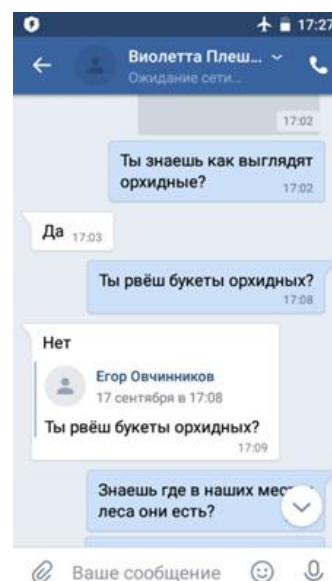 17:27
Виолетта Плеш...
Ожидание сети...
17:02
Ты знаешь как выглядят
орхидные?
17:02
Да 17:03
Ты рвёш букеты орхидных?
17:08
Нет
Егор Овчинников
17 сентября в 17:08
Ты рвёш букеты орхидных?
17:09
Знаешь где в наших
леса они есть?
Ваше сообщение